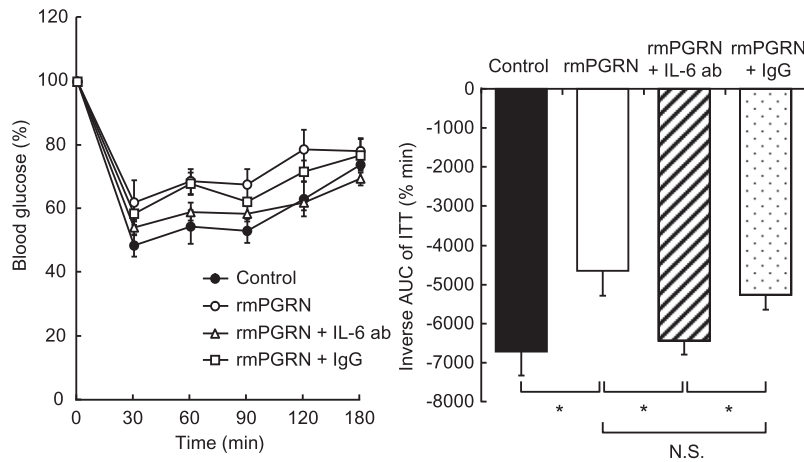 120
100
80
60
40
20
0
Blood glucose (%)
0 30 60 90 120 180
Time (min)
Control
rmPGRN
rmPGRN + IL-6 ab
rmPGRN + IgG
Control
rmPGRN
rmPGRN
+ IL-6 ab
rmPGRN
+ IgG
0
-1000
-2000
-3000
-4000
-5000
-6000
-7000
-8000
Inverse AUC of ITT (% min)
* * *
N.S.